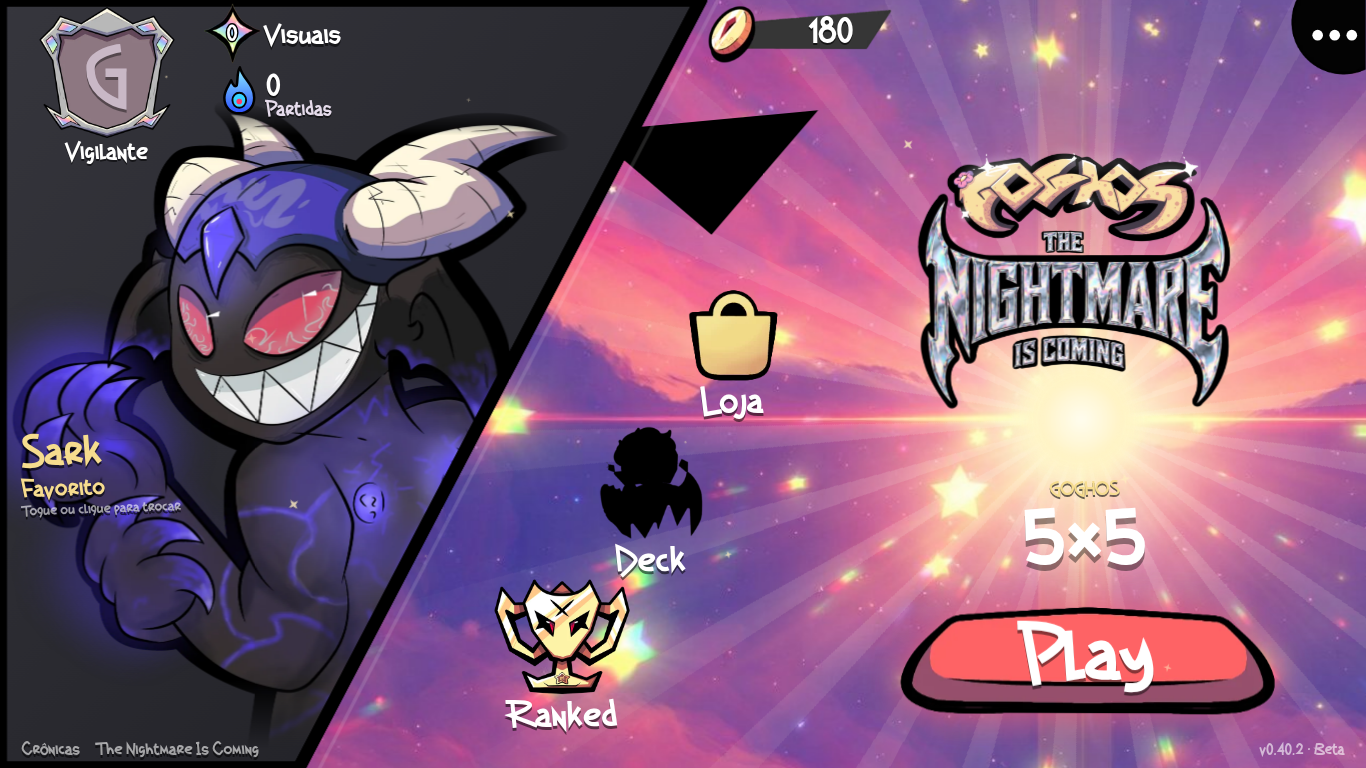 G
Vigilante
0
Visuais
0
Partidas
180
GOGHOS
THE
NIGHTMARE
IS COMING
Loja
Sark
Favorito
Toque ou clique para trocar
GOGHOS
5×5
Deck
Play
Ranked
Crônicas The Nightmare Is Coming
v0.40.2 · Beta